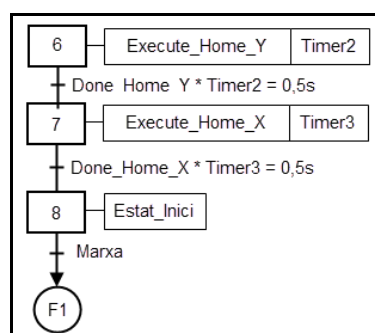 6 Execute_Home_Y Timer2
Done Home Y * Timer2 = 0,5s
7 Execute_Home_X Timer3
Done_Home_X * Timer3 = 0,5s
8 Estat_Inici
Marxa
F1